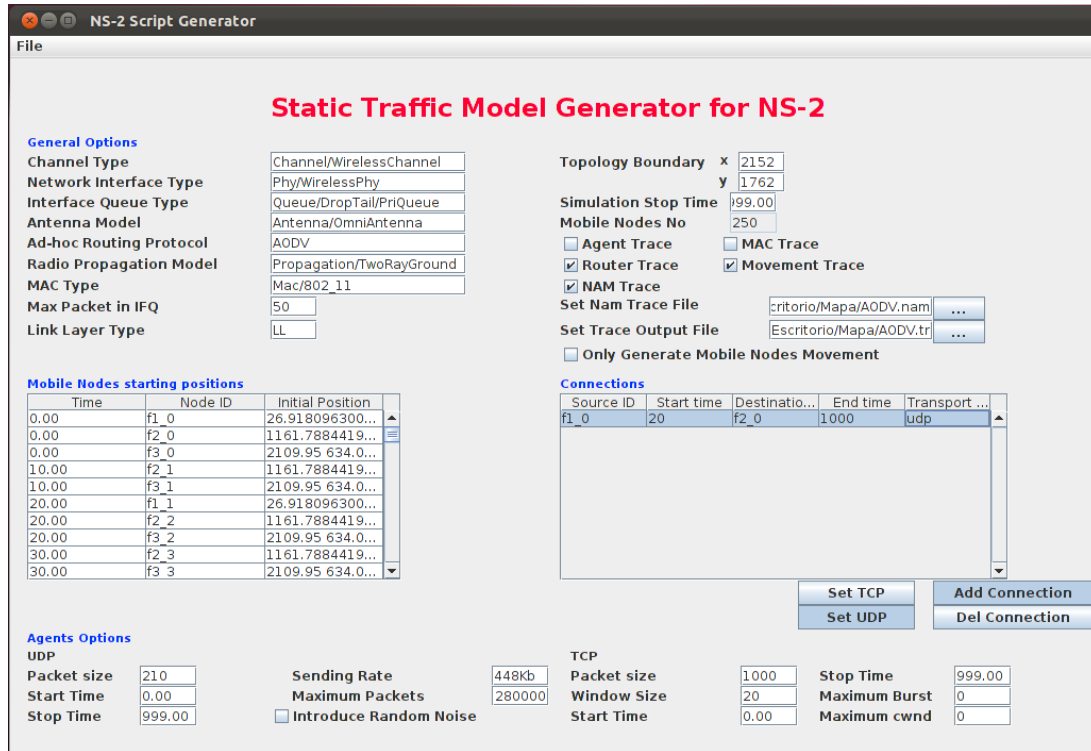 NS-2 Script Generator
File
Static Traffic Model Generator for NS-2
General Options
Channel Type Channel/WirelessChannel
Network Interface Type Phy/WirelessPhy
Interface Queue Type Queue/DropTail/PriQueue
Antenna Model Antenna/OmniAntenna
Ad-hoc Routing Protocol AODV
Radio Propagation Model Propagation/TwoRayGround
MAC Type Mac/802_11
Max Packet in IFQ 50
Link Layer Type LL
Topology Boundary x 2152
y 1762
Simulation Stop Time 999.00
Mobile Nodes No 250
Agent Trace MAC Trace
Router Trace Movement Trace
NAM Trace
Set Nam Trace File critorio/Mapa/AODV.nam ...
Set Trace Output File Escritorio/Mapa/AODV.tr ...
Only Generate Mobile Nodes Movement
Mobile Nodes starting positions
Time Node ID Initial Position
0.00 f1_0 26.918096300...
0.00 f2_0 1161.7884419...
0.00 f3_0 2109.95 634.0...
10.00 f2_1 1161.7884419...
10.00 f3_1 2109.95 634.0...
20.00 f1_1 26.918096300...
20.00 f2_2 1161.7884419...
20.00 f3_2 2109.95 634.0...
30.00 f2_3 1161.7884419...
30.00 f3_3 2109.95 634.0...
Connections
Source ID Start time Destinatio... End time Transport ...
f1_0 20 f2_0 1000 udp
Set TCP Add Connection
Set UDP Del Connection
Agents Options
UDP
Packet size 210 Sending Rate 448Kb
Start Time 0.00 Maximum Packets 280000
Stop Time 999.00 Introduce Random Noise
TCP
Packet size 1000 Stop Time 999.00
Window Size 20 Maximum Burst 0
Start Time 0.00 Maximum cwnd 0